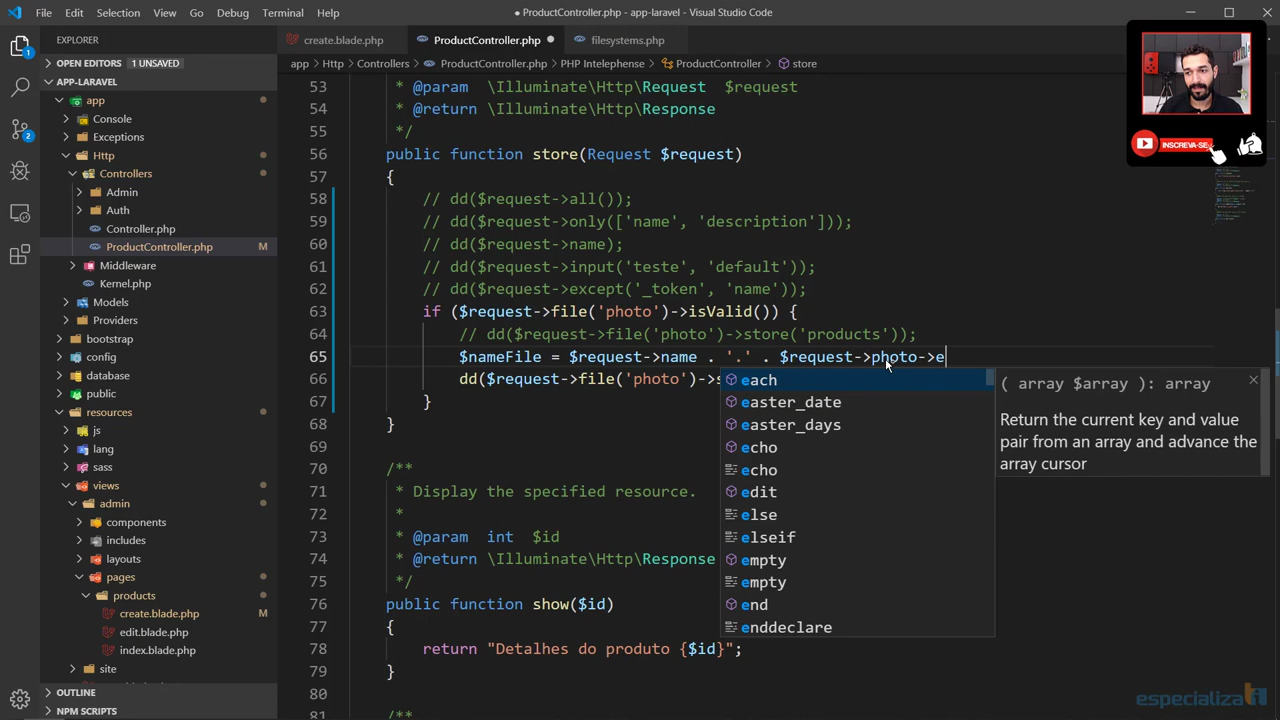 File Edit Selection View Go Debug Terminal Help
● ProductController.php - app-laravel - Visual Studio Code
EXPLORER
create.blade.php
ProductController.php ●
filesystems.php
OPEN EDITORS 1 UNSAVED
app > Http > Controllers > ProductController.php > PHP Intelephense > ProductController > store
APP-LARAVEL
app
Console
Exceptions
Http
Controllers
Admin
Auth
Controller.php
ProductController.php M
Middleware
Kernel.php
Models
Providers
bootstrap
config
database
public
resources
js
lang
sass
views
admin
components
includes
layouts
pages
products
create.blade.php M
edit.blade.php
index.blade.php
site
OUTLINE
NPM SCRIPTS
1
2
53 * @param \Illuminate\Http\Request $request
54 * @return \Illuminate\Http\Response
55 */
56 public function store(Request $request)
57 {
58 // dd($request->all());
59 // dd($request->only(['name', 'description']));
60 // dd($request->name);
61 // dd($request->input('teste', 'default'));
62 // dd($request->except('_token', 'name'));
63 if ($request->file('photo')->isValid()) {
64 // dd($request->file('photo')->store('products'));
65 $nameFile = $request->name . '.' . $request->photo->e
66 dd($request->file('photo')->s
67 }
68 }
69
70 /**
71 * Display the specified resource.
72 *
73 * @param int $id
74 * @return \Illuminate\Http\Response
75 */
76 public function show($id)
77 {
78 return "Detalhes do produto {$id}";
79 }
80
81 /**
each
easter_date
easter_days
echo
echo
edit
else
elseif
empty
empty
end
enddeclare
( array $array ): array
Return the current key and value
pair from an array and advance the
array cursor
INSCREVA-SE
especializati